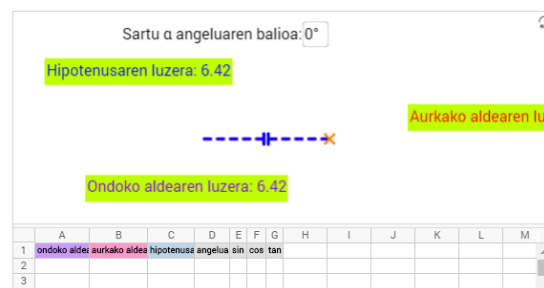 Sartu α angeluaren balioa: 0°
Hipotenusaren luzera: 6.42
Aurkako aldearen lu
Ondoko aldearen luzera: 6.42
A B C D E F G H I J K L M
1 ondoko aldea aurkako aldea hipotenusa angelua sin cos tan
2
3